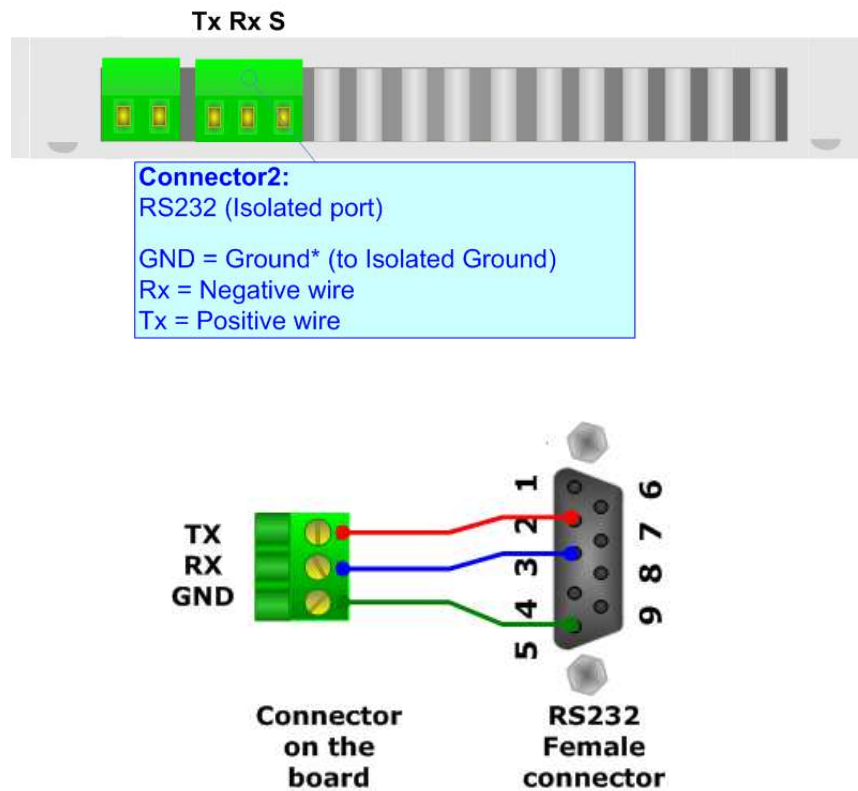 Tx Rx S
Connector2:
RS232 (Isolated port)
GND = Ground* (to Isolated Ground)
Rx = Negative wire
Tx = Positive wire
1
6
TX
2
7
RX
3
8
GND
4
9
5
Connector
on the
board
RS232
Female
connector